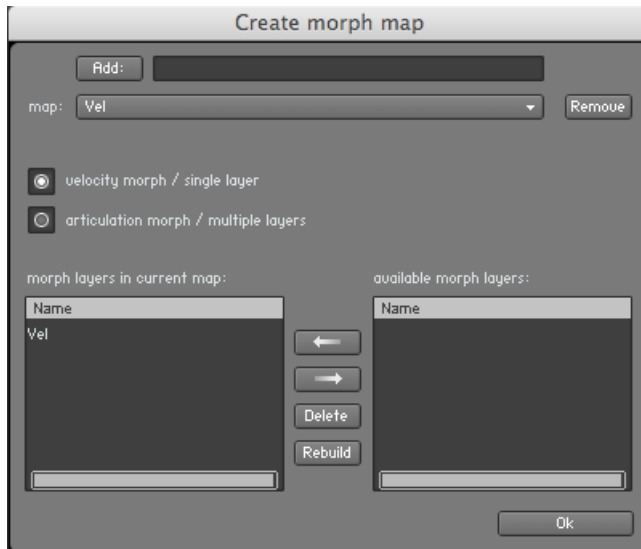 Create morph map
Add:
map: Vel Remove
velocity morph / single layer
articulation morph / multiple layers
morph layers in current map: available morph layers:
Name Name
Vel
Delete
Rebuild
Ok